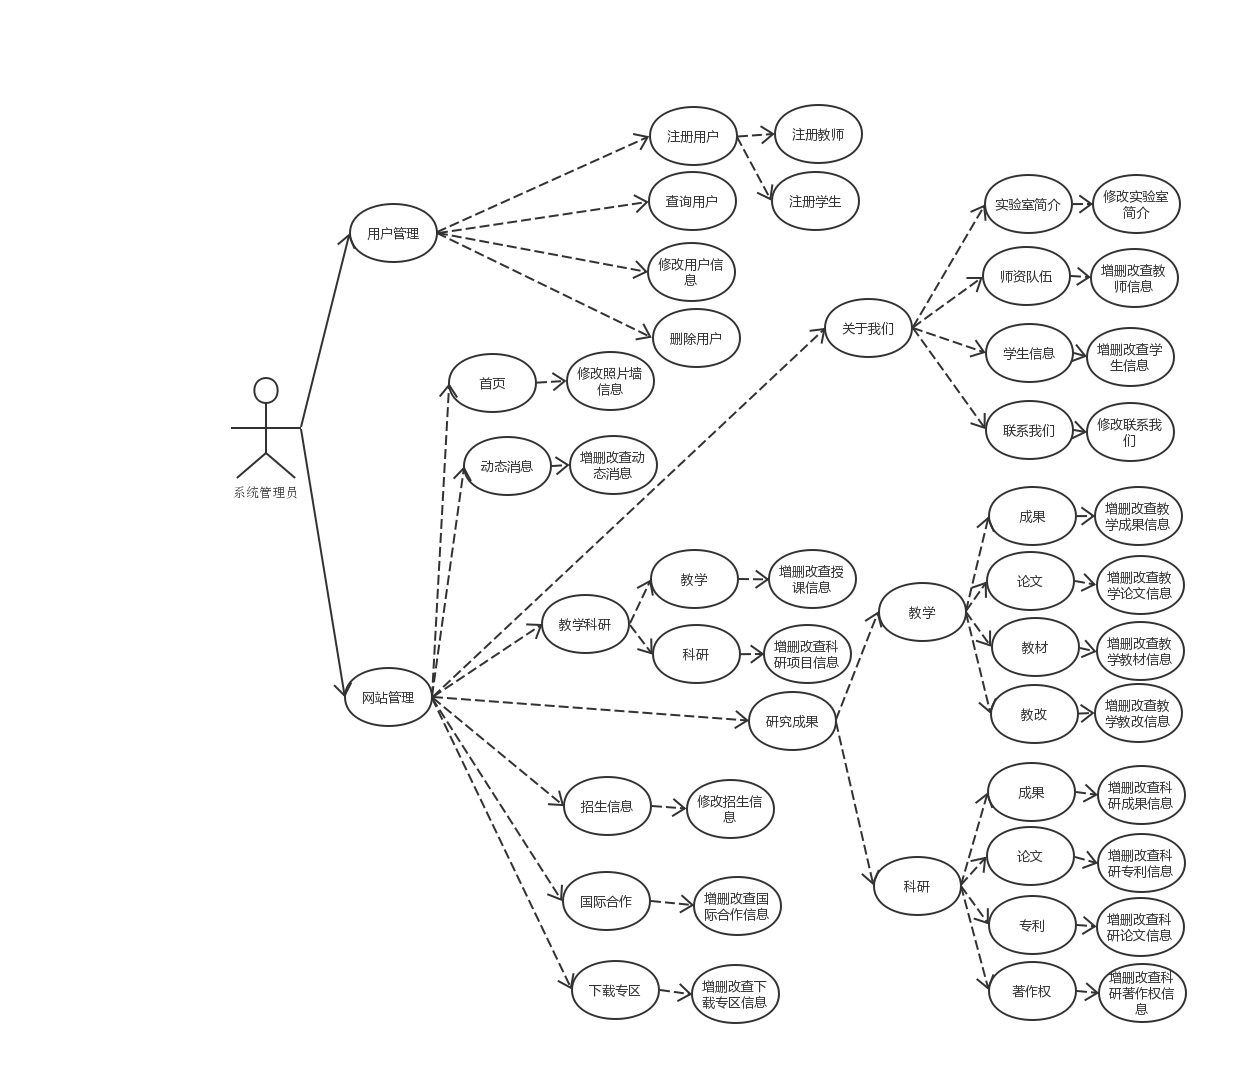 注册用户
注册教师
查询用户
注册学生
用户管理
修改用户信
息
删除用户
实验室简介
修改实验室
简介
师资队伍
增删改查教
师信息
关于我们
学生信息
增删改查学
生信息
联系我们
修改联系我
们
首页
修改照片墙
信息
动态消息
增删改查动
态消息
系统管理员
网站管理
教学科研
教学
增删改查授
课信息
科研
增删改查科
研项目信息
研究成果
教学
成果
增删改查教
学成果信息
论文
增删改查教
学论文信息
教材
增删改查教
学教材信息
教改
增删改查教
学教改信息
招生信息
修改招生信
息
国际合作
增删改查国
际合作信息
下载专区
增删改查下
载专区信息
科研
成果
增删改查科
研成果信息
论文
增删改查科
研专利信息
专利
增删改查科
研论文信息
著作权
增删改查科
研著作权信
息